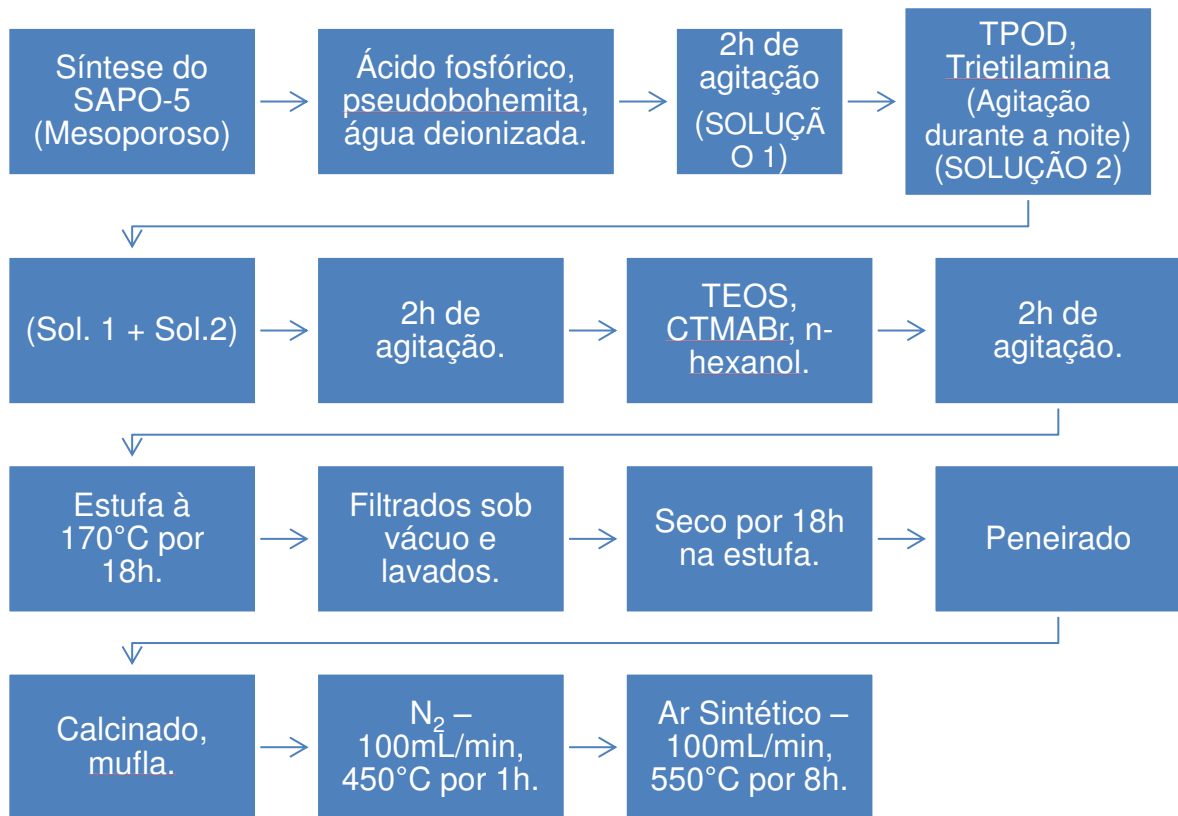 Síntese do
SAPO-5
(Mesoporoso)
Ácido fosfórico,
pseudobohemita,
água deionizada.
2h de
agitação
(SOLUÇÃ
O 1)
TPOD,
Trietilamina
(Agitação
durante a noite)
(SOLUÇÃO 2)
(Sol. 1 + Sol.2)
2h de
agitação.
TEOS,
CTMABr, n-
hexanol.
2h de
agitação.
Estufa à
170°C por
18h.
Filtrados sob
vácuo e
lavados.
Seco por 18h
na estufa.
Peneirado
Calcinado,
mufla.
N₂ –
100mL/min,
450°C por 1h.
Ar Sintético –
100mL/min,
550°C por 8h.